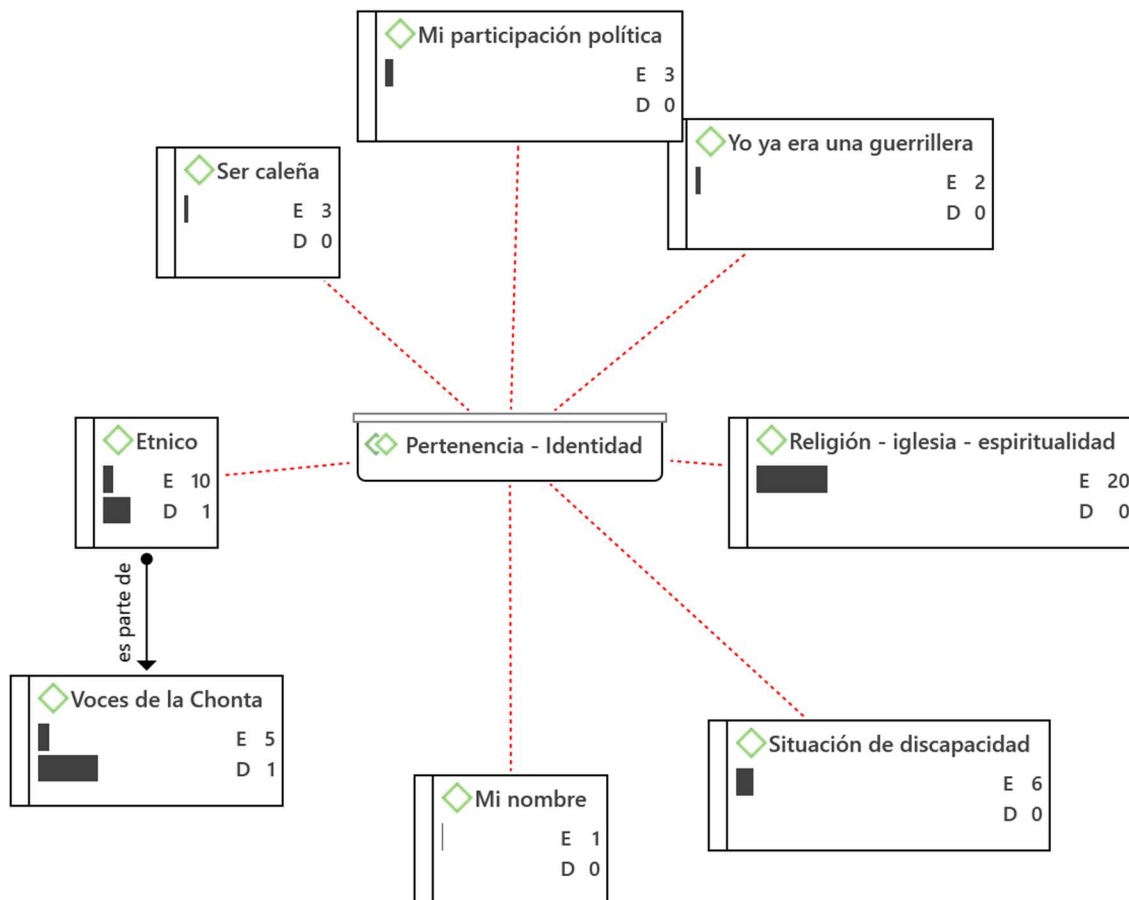 Mi participación política
E 3
D 0
Yo ya era una guerrillera
E 2
D 0
Ser caleña
E 3
D 0
Etnico
E 10
D 1
Pertenencia - Identidad
Religión - iglesia - espiritualidad
E 20
D 0
es parte de
Voces de la Chonta
E 5
D 1
Situación de discapacidad
E 6
D 0
Mi nombre
E 1
D 0